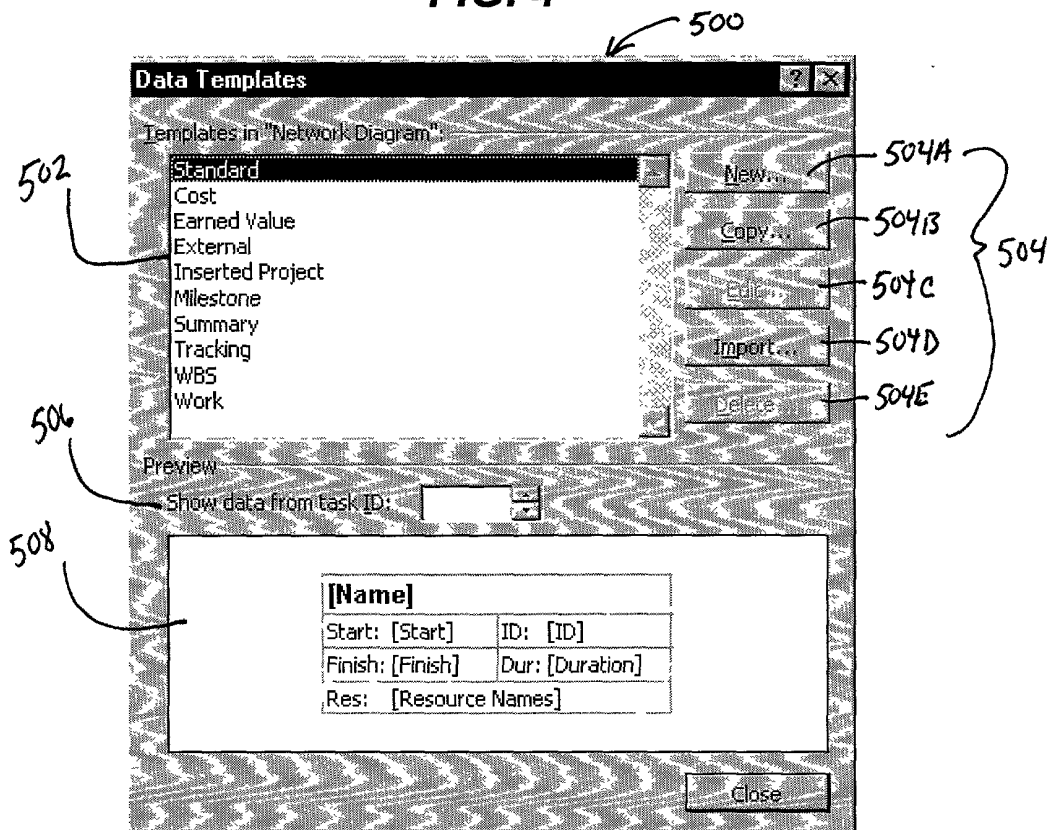 500
Data Templates
Templates in "Network Diagram":
502
Standard
Cost
Earned Value
External
Inserted Project
Milestone
Summary
Tracking
WBS
Work
New...
Copy...
Edit...
Import...
Delete...
504A
504B
504C
504D
504E
504
Preview
506
Show data from task ID:
508
[Name]
Start: [Start]
ID: [ID]
Finish: [Finish]
Dur: [Duration]
Res: [Resource Names]
Close